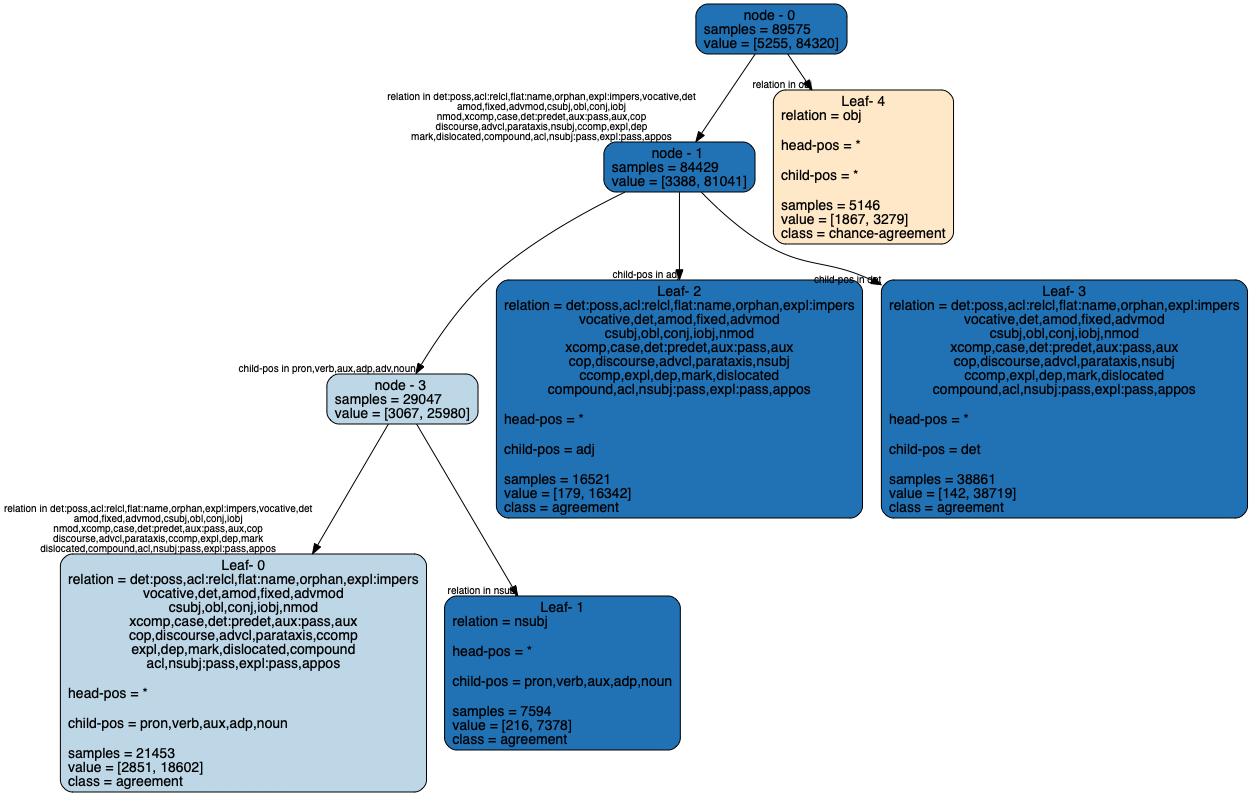 node - 0
samples = 89575
value = [5255, 84320]
relation in det:poss,acl:relcl,flat:name,orphan,expl:impers,vocative,det
amod,fixed,advmod,csubj,obl,conj,iobj
nmod,xcomp,case,det:predet,aux:pass,aux,cop
discourse,advcl,parataxis,nsubj,ccomp,expl,dep
mark,dislocated,compound,acl,nsubj:pass,expl:pass,appos
relation in obj
Leaf- 4
relation = obj
head-pos = *
child-pos = *
samples = 5146
value = [1867, 3279]
class = chance-agreement
node - 1
samples = 84429
value = [3388, 81041]
child-pos in pron,verb,aux,adp,adv,noun
child-pos in adj
child-pos in det
node - 3
samples = 29047
value = [3067, 25980]
Leaf- 2
relation = det:poss,acl:relcl,flat:name,orphan,expl:impers
vocative,det,amod,fixed,advmod
csubj,obl,conj,iobj,nmod
xcomp,case,det:predet,aux:pass,aux
cop,discourse,advcl,parataxis,nsubj
ccomp,expl,dep,mark,dislocated
compound,acl,nsubj:pass,expl:pass,appos
head-pos = *
child-pos = adj
samples = 16521
value = [179, 16342]
class = agreement
Leaf- 3
relation = det:poss,acl:relcl,flat:name,orphan,expl:impers
vocative,det,amod,fixed,advmod
csubj,obl,conj,iobj,nmod
xcomp,case,det:predet,aux:pass,aux
cop,discourse,advcl,parataxis,nsubj
ccomp,expl,dep,mark,dislocated
compound,acl,nsubj:pass,expl:pass,appos
head-pos = *
child-pos = det
samples = 38861
value = [142, 38719]
class = agreement
relation in det:poss,acl:relcl,flat:name,orphan,expl:impers,vocative,det
amod,fixed,advmod,csubj,obl,conj,iobj
nmod,xcomp,case,det:predet,aux:pass,aux,cop
discourse,advcl,parataxis,ccomp,expl,dep,mark
dislocated,compound,acl,nsubj:pass,expl:pass,appos
relation in nsubj
Leaf- 0
relation = det:poss,acl:relcl,flat:name,orphan,expl:impers
vocative,det,amod,fixed,advmod
csubj,obl,conj,iobj,nmod
xcomp,case,det:predet,aux:pass,aux
cop,discourse,advcl,parataxis,ccomp
expl,dep,mark,dislocated,compound
acl,nsubj:pass,expl:pass,appos
head-pos = *
child-pos = pron,verb,aux,adp,noun
samples = 21453
value = [2851, 18602]
class = agreement
Leaf- 1
relation = nsubj
head-pos = *
child-pos = pron,verb,aux,adp,noun
samples = 7594
value = [216, 7378]
class = agreement